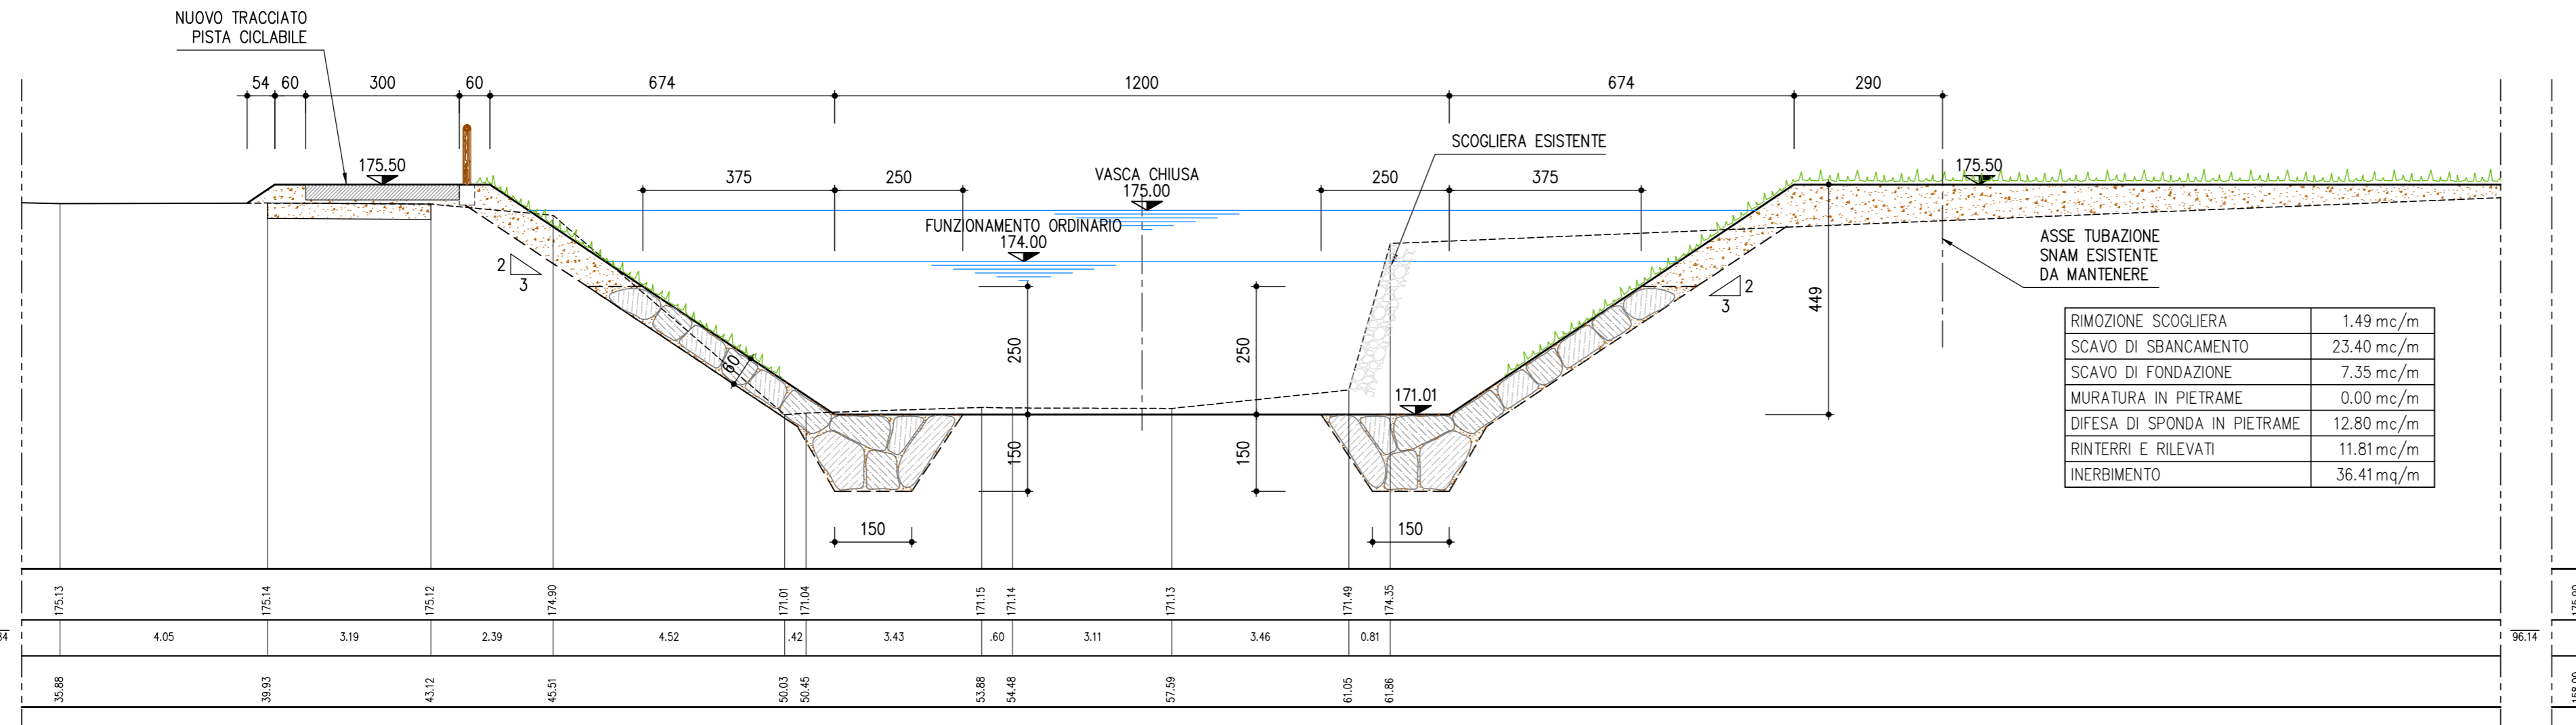 NUOVO TRACCIATO
PISTA CICLABILE
54 60 300 60 674 1200 674 290
SCOGLIERA ESISTENTE
175.50
375 250
VASCA CHIUSA
175.00
250 375
175.50
FUNZIONAMENTO ORDINARIO
174.00
2
3
2
3
ASSE TUBAZIONE
SNAM ESISTENTE
DA MANTENERE
449
250
250
60
171.01
150
150
150
150
RIMOZIONE SCOGLIERA 1.49 mc/m
SCAVO DI SBANCAMENTO 23.40 mc/m
SCAVO DI FONDAZIONE 7.35 mc/m
MURATURA IN PIETRAME 0.00 mc/m
DIFESA DI SPONDA IN PIETRAME 12.80 mc/m
RINTERRI E RILEVATI 11.81 mc/m
INERBIMENTO 36.41 mq/m
175.13 175.14 175.12 174.90 171.01 171.04 171.15 171.14 171.13 171.49 174.35
4.05 3.19 2.39 4.52 .42 3.43 .60 3.11 3.46 0.81 96.14
35.88 39.93 43.12 45.51 50.03 50.45 53.88 54.48 57.59 61.05 61.86